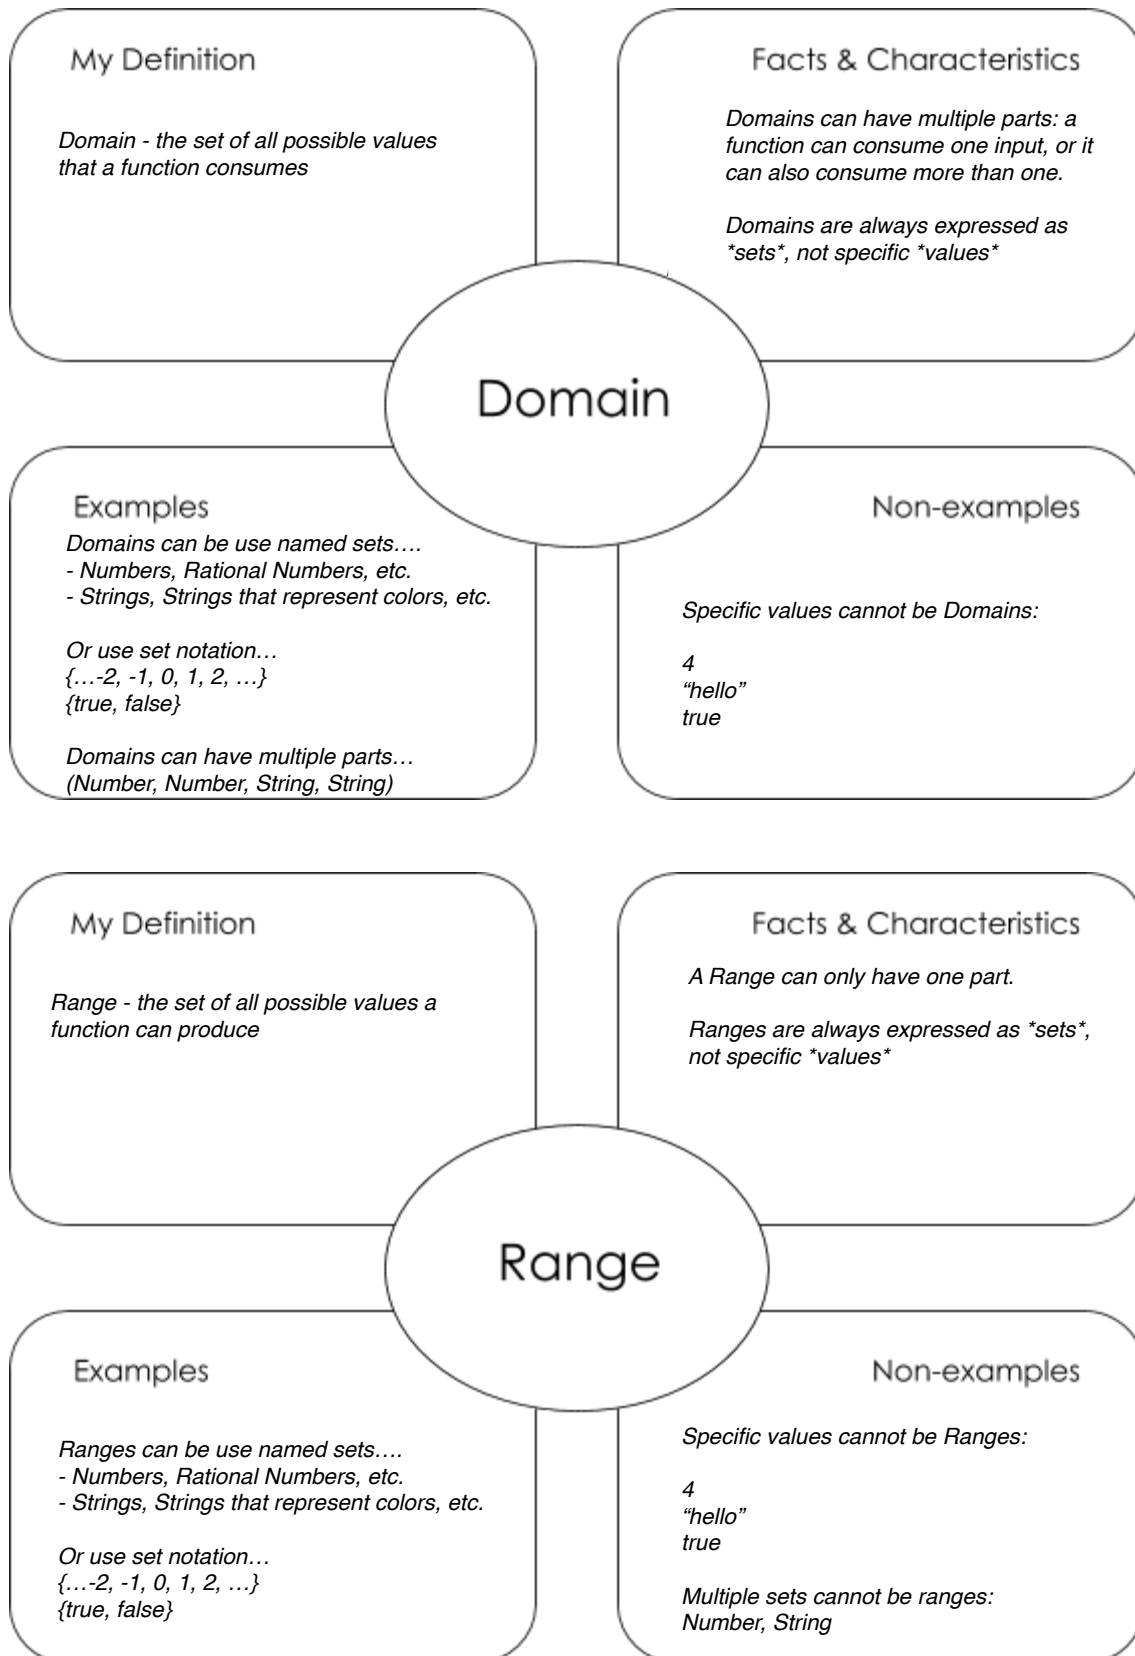 My Definition
Domain - the set of all possible values
that a function consumes
Facts & Characteristics
Domains can have multiple parts: a
function can consume one input, or it
can also consume more than one.
Domains are always expressed as
*sets*, not specific *values*
Domain
Examples
Domains can be use named sets….
- Numbers, Rational Numbers, etc.
- Strings, Strings that represent colors, etc.
Or use set notation…
{…-2, -1, 0, 1, 2, …}
{true, false}
Domains can have multiple parts…
(Number, Number, String, String)
Non-examples
Specific values cannot be Domains:
4
“hello”
true
My Definition
Range - the set of all possible values a
function can produce
Facts & Characteristics
A Range can only have one part.
Ranges are always expressed as *sets*,
not specific *values*
Range
Examples
Ranges can be use named sets….
- Numbers, Rational Numbers, etc.
- Strings, Strings that represent colors, etc.
Or use set notation…
{…-2, -1, 0, 1, 2, …}
{true, false}
Non-examples
Specific values cannot be Ranges:
4
“hello”
true
Multiple sets cannot be ranges:
Number, String